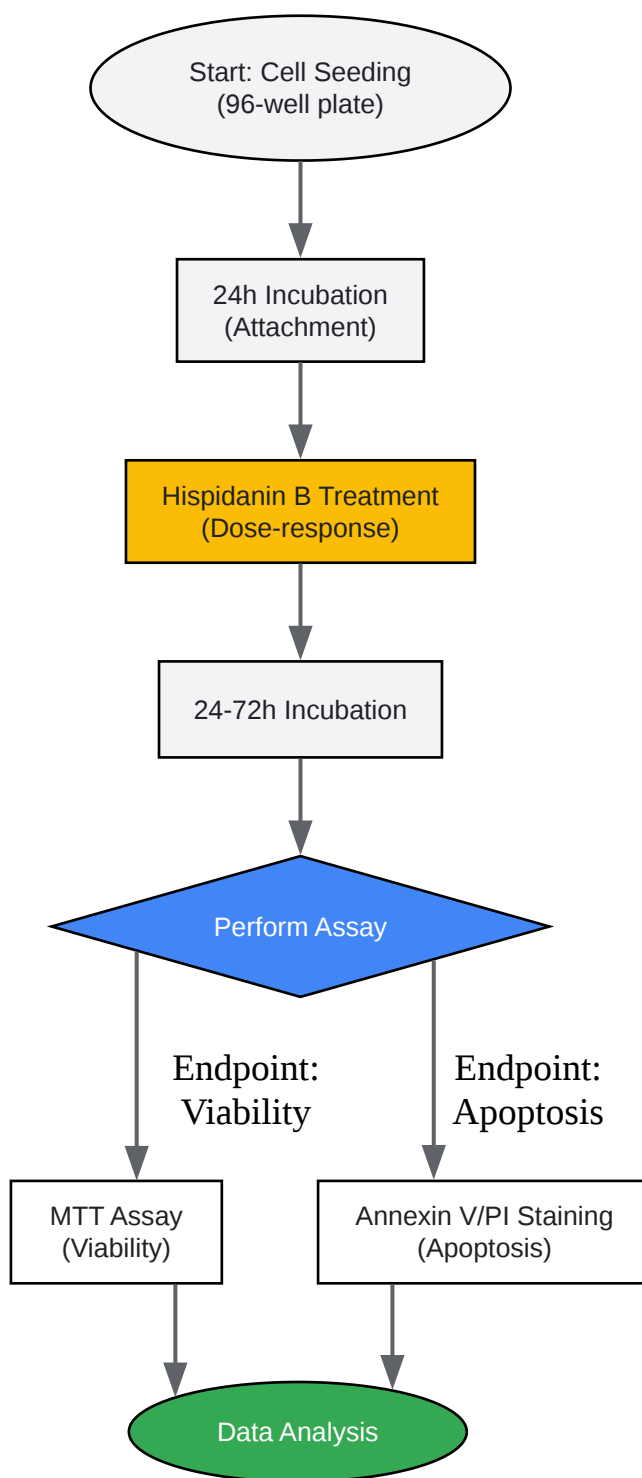 Start: Cell Seeding
(96-well plate)
24h Incubation
(Attachment)
Hispidanin B Treatment
(Dose-response)
24-72h Incubation
Perform Assay
Endpoint:
Viability
Endpoint:
Apoptosis
MTT Assay
(Viability)
Annexin V/PI Staining
(Apoptosis)
Data Analysis